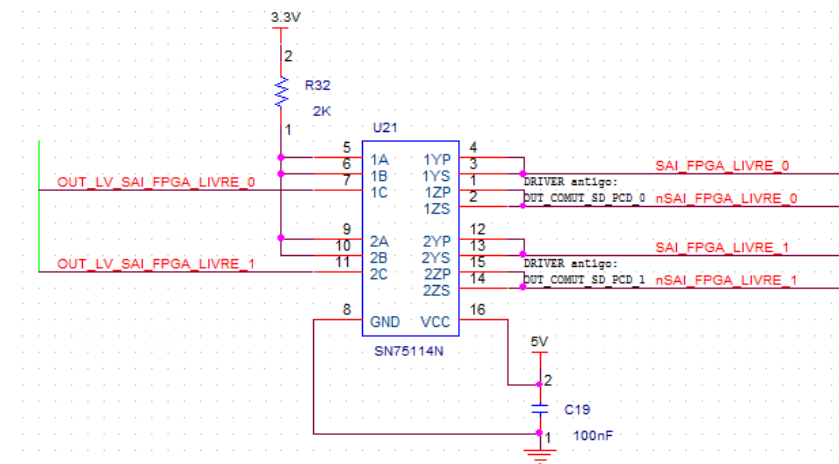 3.3V
2
R32
2K
1
U21
5 1A 1YP 4
6 1B 1YS 3
7 1C 1ZP 1
1ZS 2
OUT_LV_SAI_FPGA_LIVRE_0
SAI_FPGA_LIVRE_0
DRIVER antigo:
OUT_COMUT_SD_PCD_0 nSAI_FPGA_LIVRE_0
9 2A 2YP 12
10 2B 2YS 13
11 2C 2ZP 15
2ZS 14
OUT_LV_SAI_FPGA_LIVRE_1
SAI_FPGA_LIVRE_1
DRIVER antigo:
OUT_COMUT_SD_PCD_1 nSAI_FPGA_LIVRE_1
8 GND VCC 16
SN75114N
5V
2
C19
1
100nF